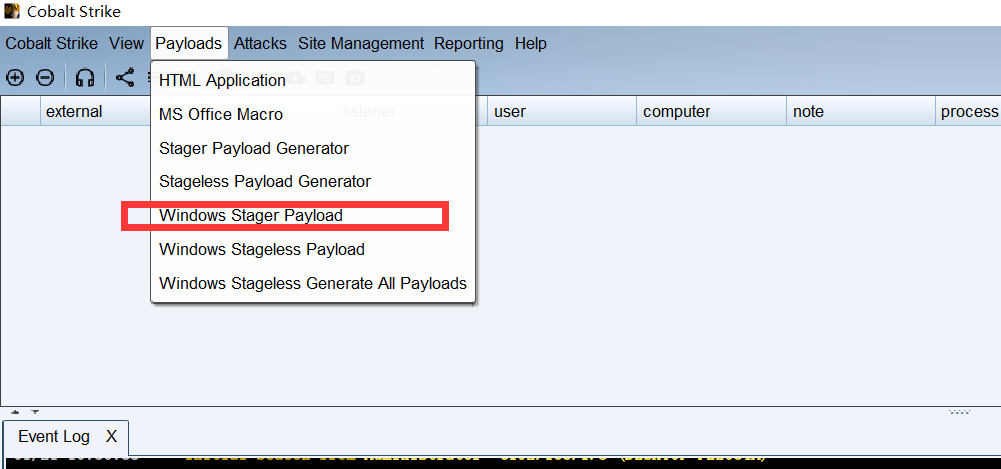 Cobalt Strike
Cobalt Strike View Payloads Attacks Site Management Reporting Help
HTML Application
external listener user computer note process
MS Office Macro
Stager Payload Generator
Stageless Payload Generator
Windows Stager Payload
Windows Stageless Payload
Windows Stageless Generate All Payloads
Event Log X